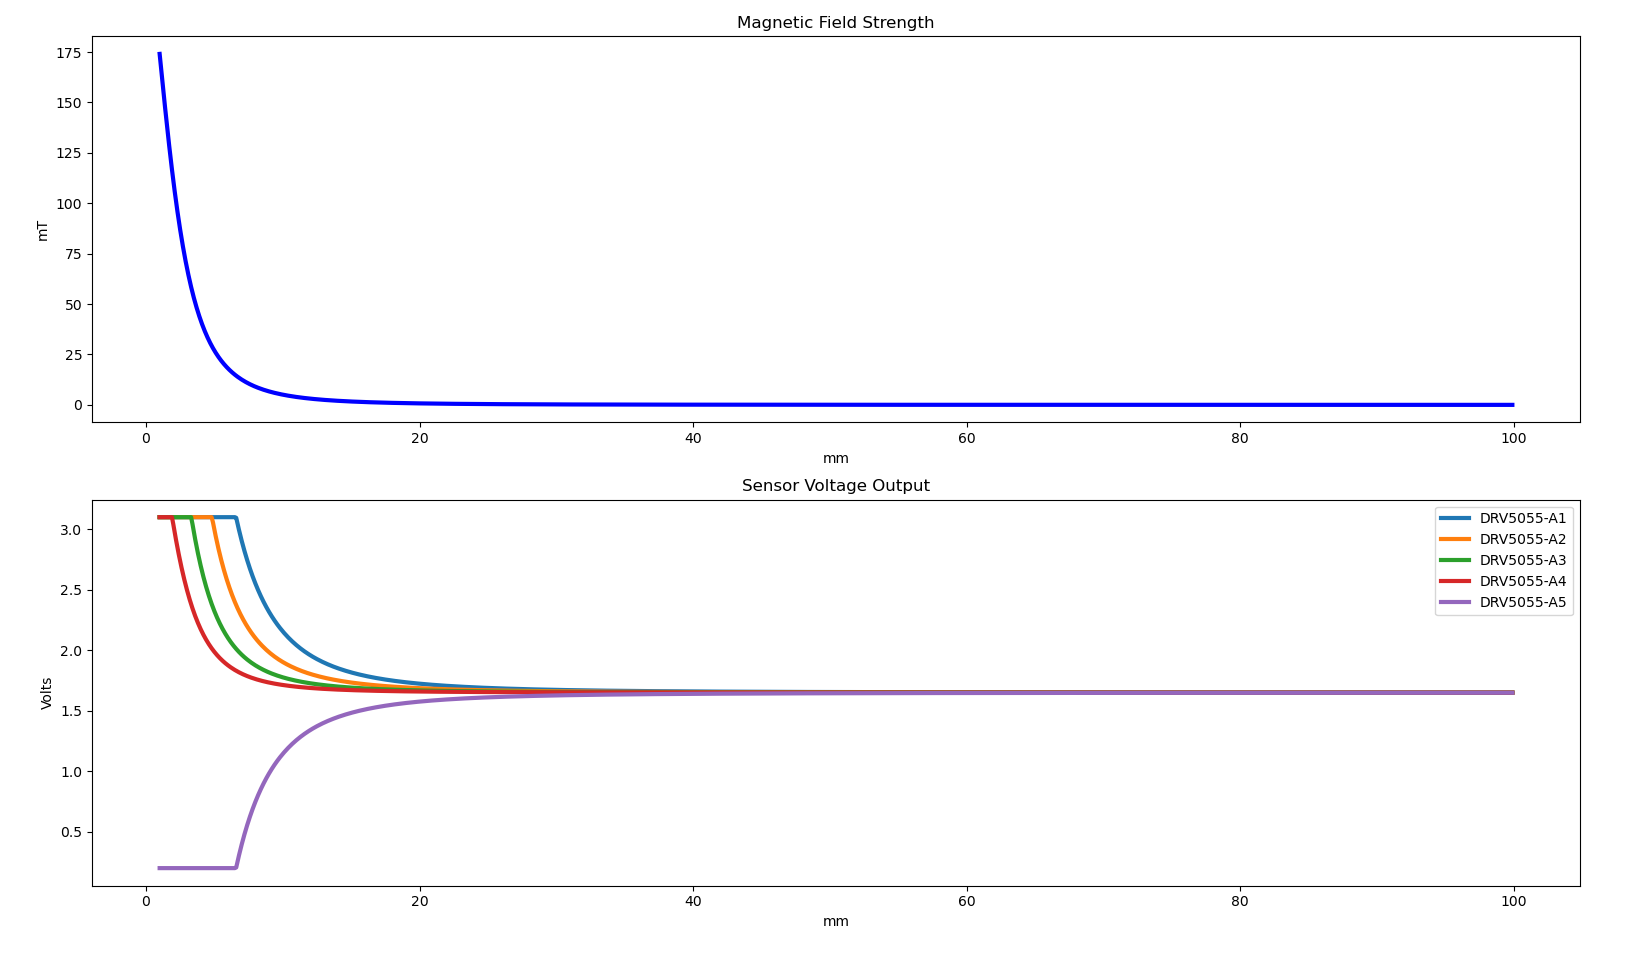 Magnetic Field Strength
175
150
125
100
75
50
25
0
mT
0 20 40 60 80 100
mm
Sensor Voltage Output
3.0
2.5
2.0
1.5
1.0
0.5
Volts
DRV5055-A1
DRV5055-A2
DRV5055-A3
DRV5055-A4
DRV5055-A5
0 20 40 60 80 100
mm